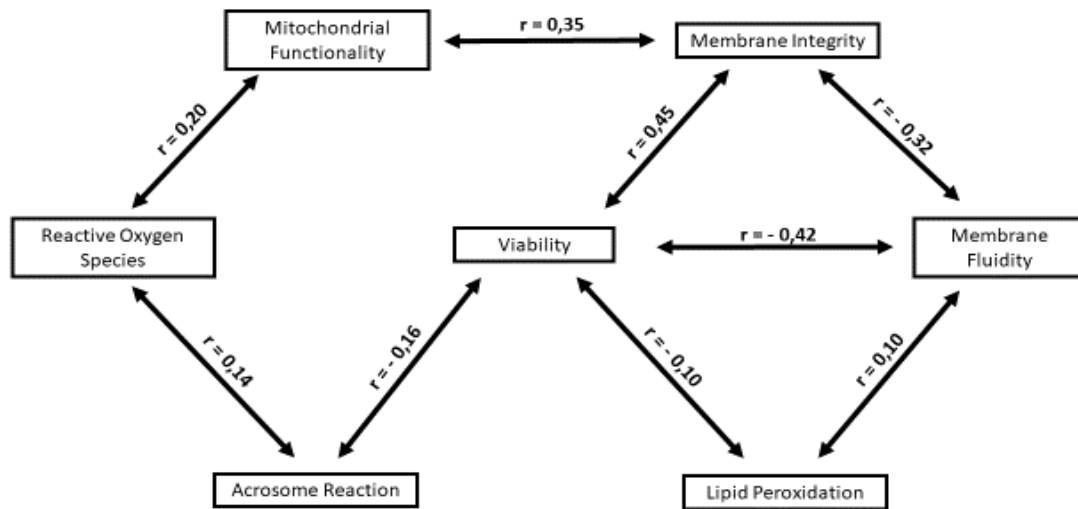 r = 0,35
Mitochondrial
Functionality
Membrane Integrity
r = 0,20
r = 0,45
r = - 0,32
Reactive Oxygen
Species
Viability
r = - 0,42
Membrane
Fluidity
r = 0,14
r = - 0,16
r = - 0,10
r = 0,10
Acrosome Reaction
Lipid Peroxidation